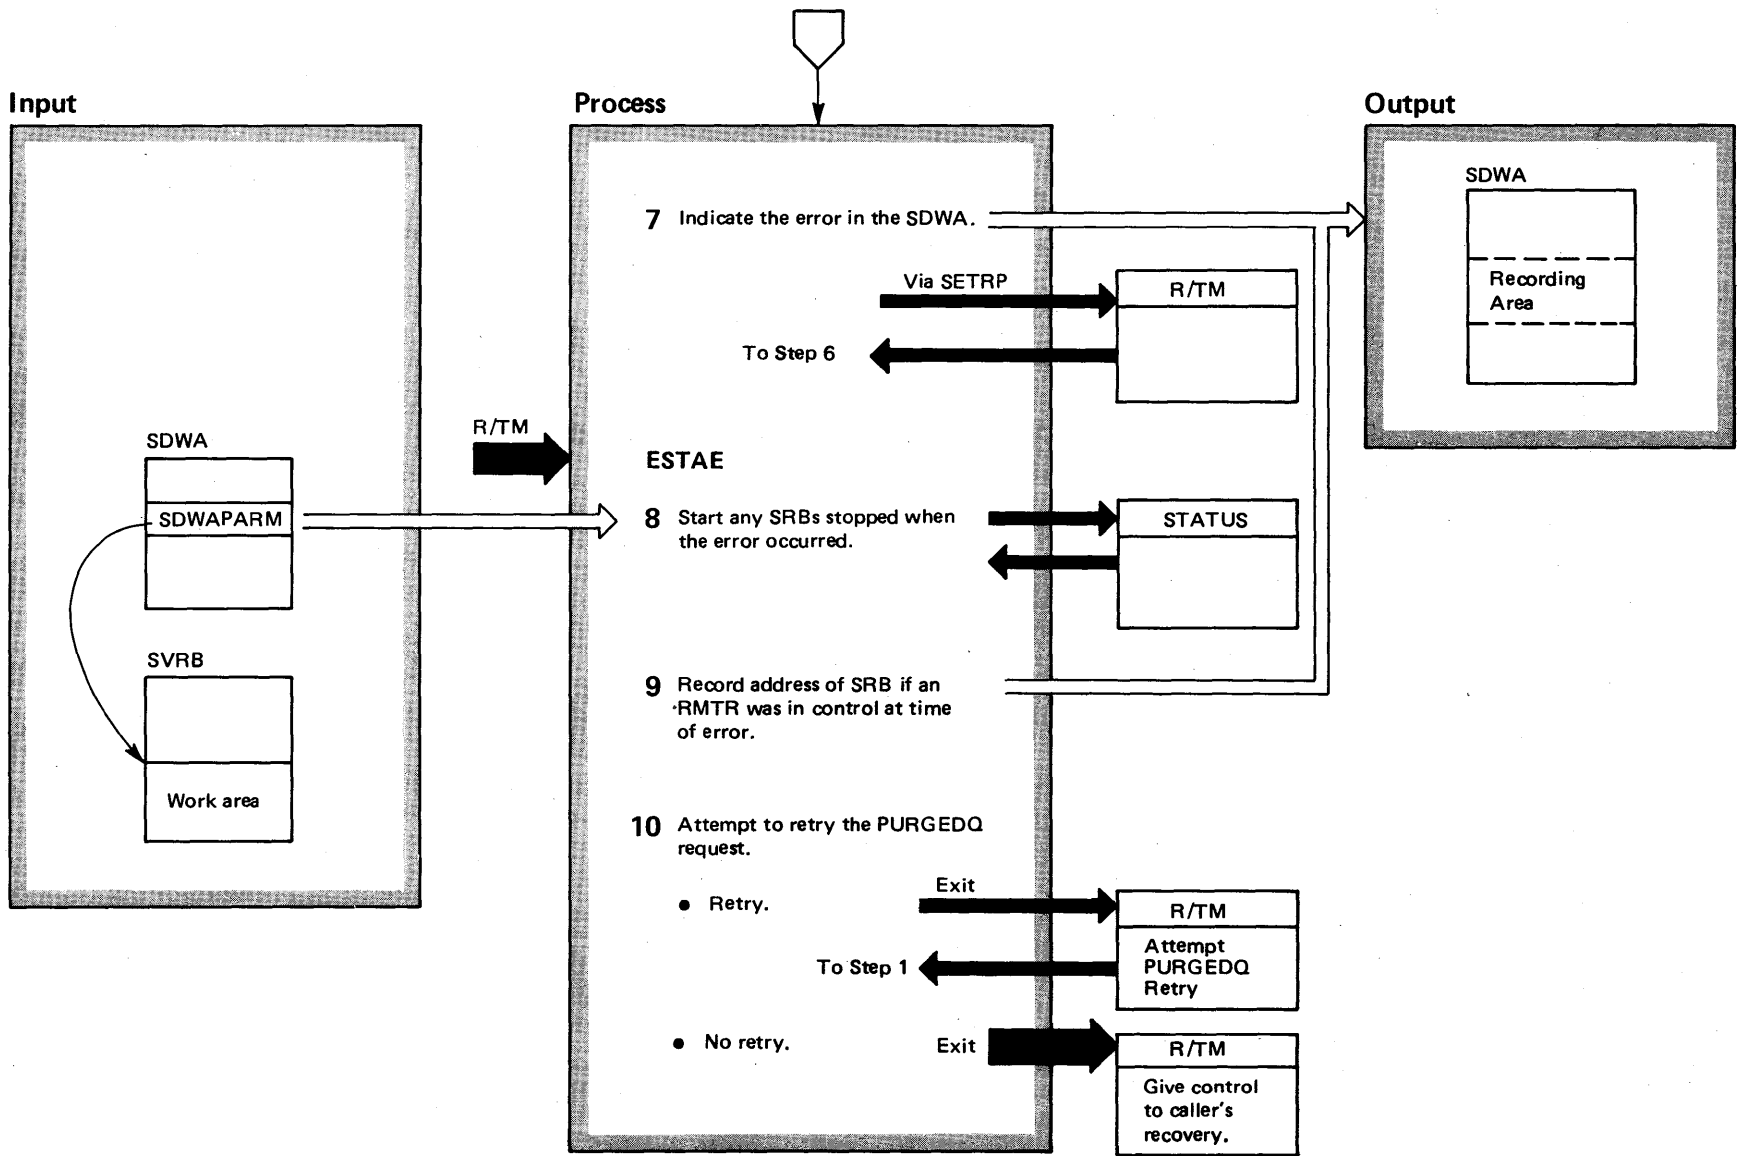 Input
Process
Output
SDWA
Recording
Area
7 Indicate the error in the SDWA.
Via SETRP
R/TM
To Step 6
R/TM
ESTAE
SDWA
SDWAPARM
8 Start any SRBs stopped when
the error occurred.
STATUS
SVRB
Work area
9 Record address of SRB if an
RMTR was in control at time
of error.
10 Attempt to retry the PURGEDQ
request.
• Retry.
Exit
R/TM
Attempt
PURGEDQ
Retry
To Step 1
• No retry.
Exit
R/TM
Give control
to caller's
recovery.